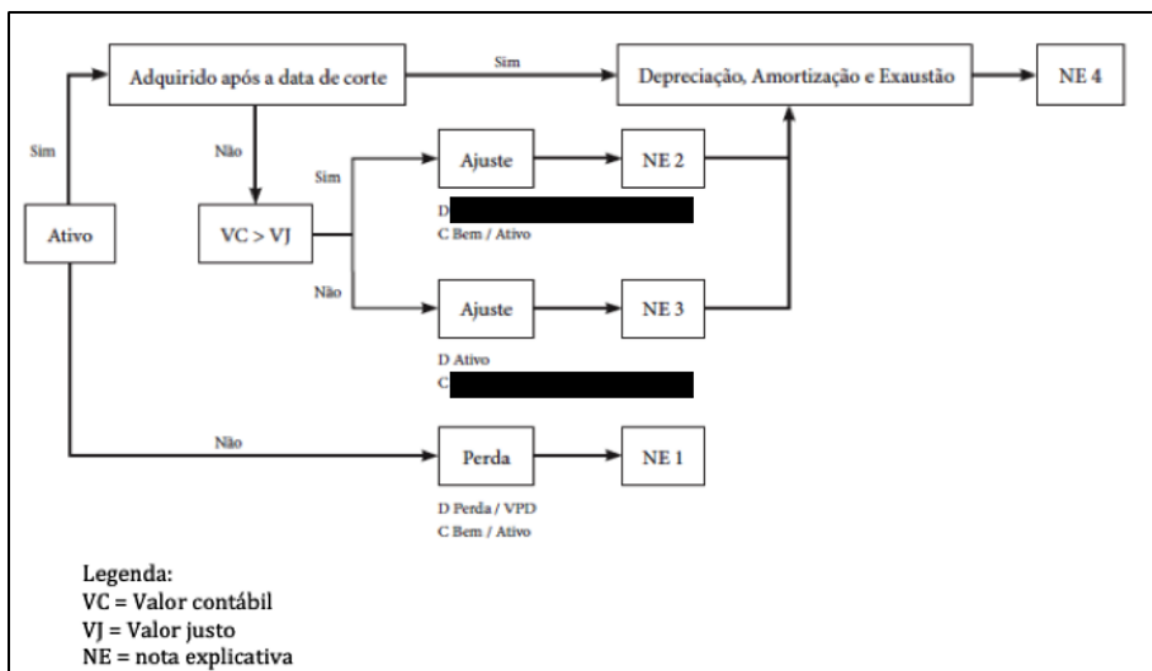 Adquirido após a data de corte
Sim
Depreciação, Amortização e Exaustão
NE 4
Sim
Não
Sim
Ajuste
NE 2
D
C Bem / Ativo
Ativo
VC > VJ
Não
Ajuste
NE 3
D Ativo
C
Não
Perda
NE 1
D Perda / VPD
C Bem / Ativo
Legenda:
VC = Valor contábil
VJ = Valor justo
NE = nota explicativa